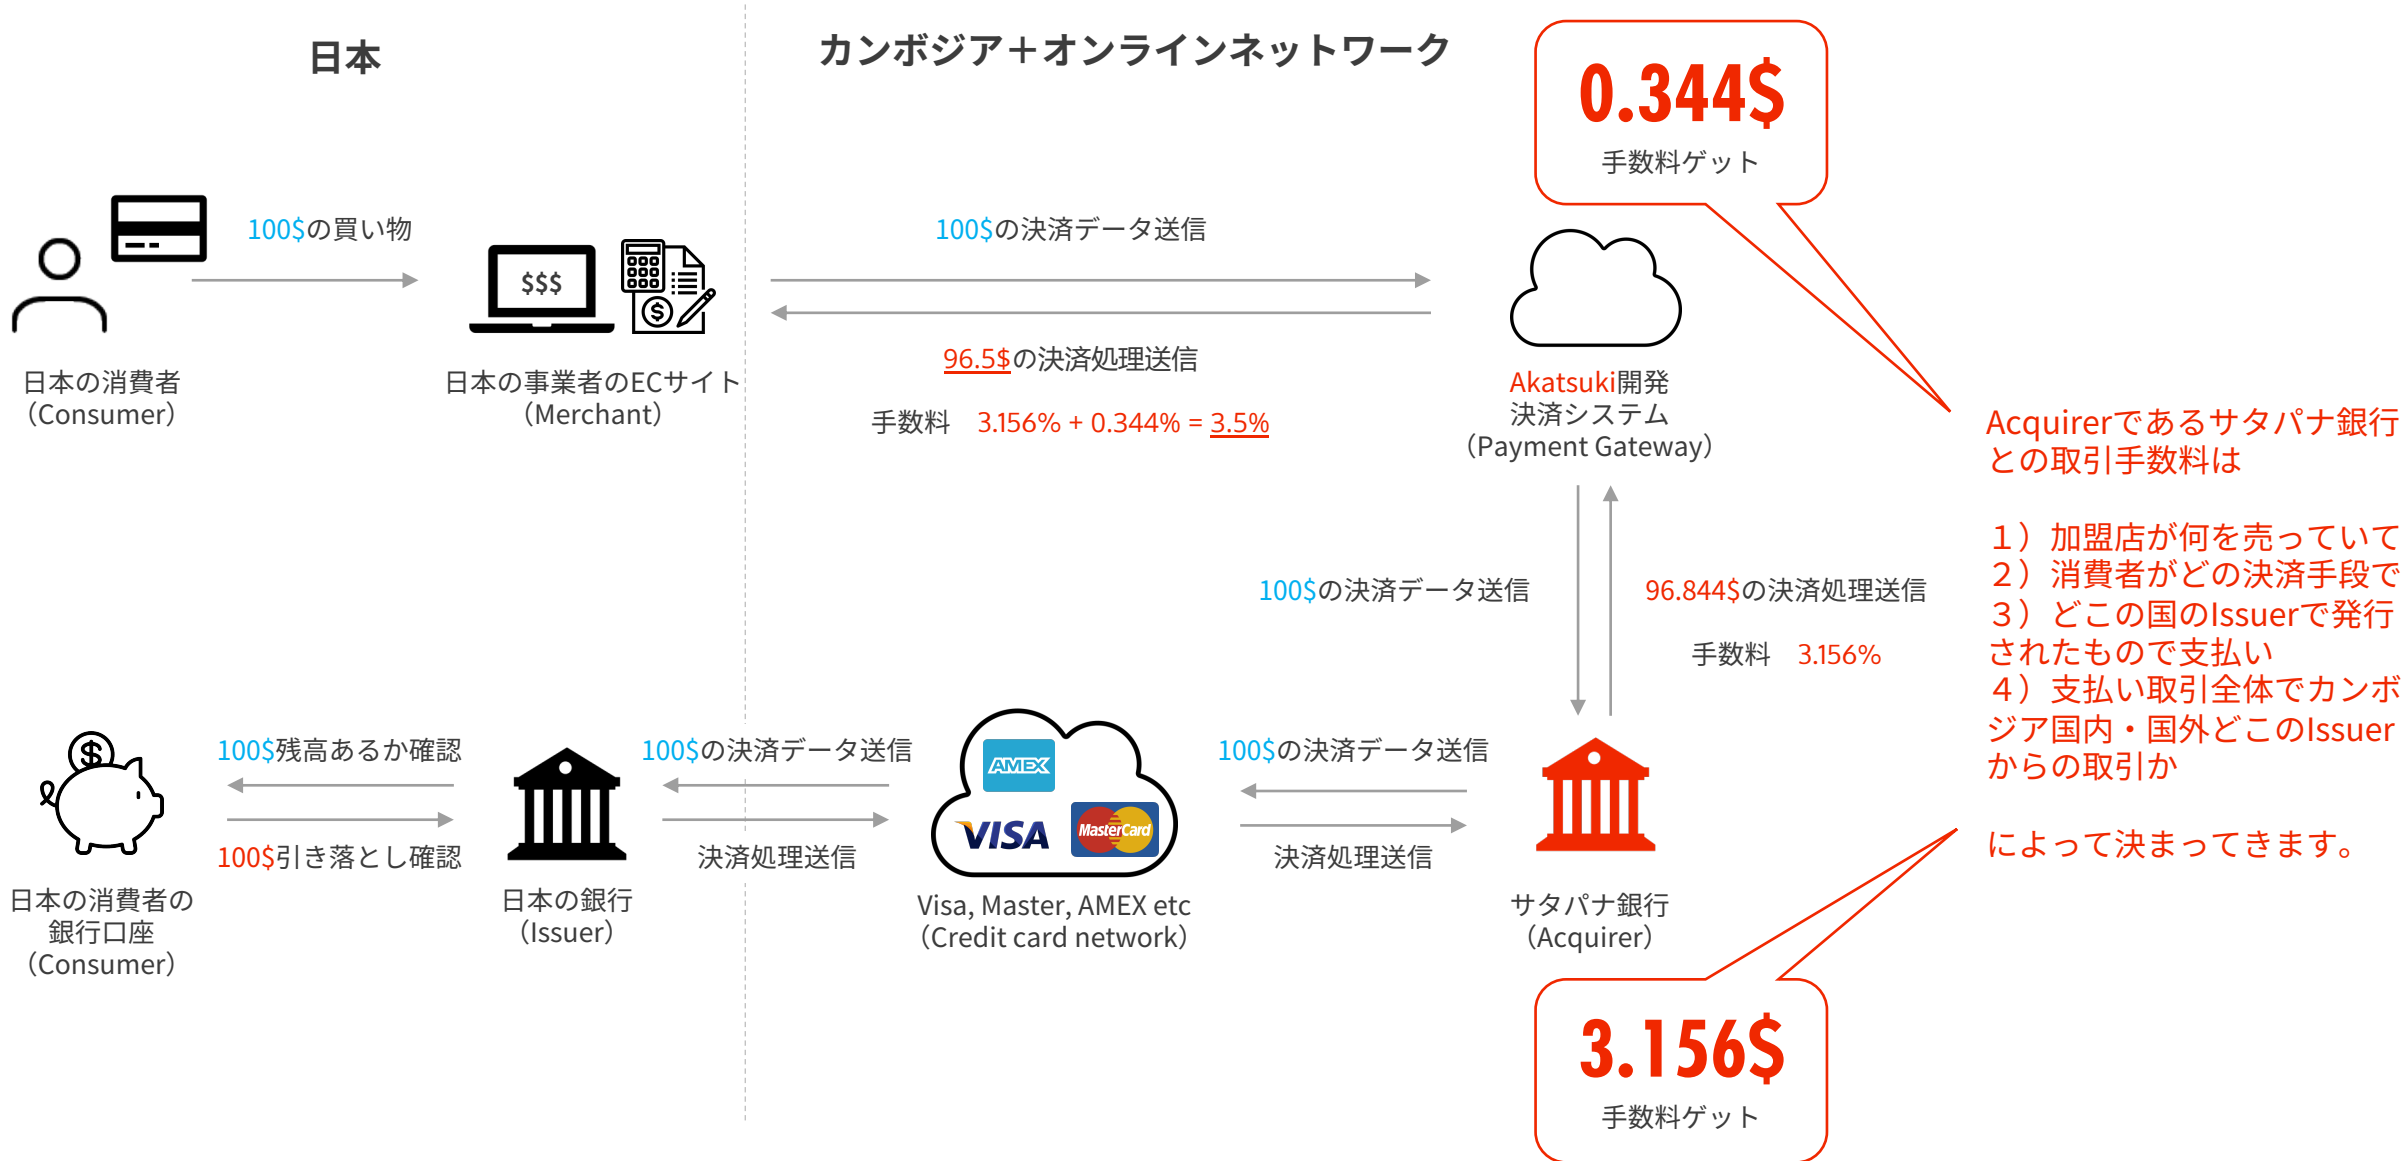 日本
カンボジア＋オンラインネットワーク
0.344$
手数料ゲット
100$の買い物
$$$
$
100$の決済データ送信
96.5$の決済処理送信
手数料　3.156% + 0.344% = 3.5%
日本の消費者
（Consumer）
日本の事業者のECサイト
（Merchant）
Akatsuki開発
決済システム
（Payment Gateway）
Acquirerであるサタパナ銀行
との取引手数料は
１）加盟店が何を売っていて
２）消費者がどの決済手段で
３）どこの国のIssuerで発行
されたもので支払い
４）支払い取引全体でカンボ
ジア国内・国外どこのIssuer
からの取引か
によって決まってきます。
100$の決済データ送信
96.844$の決済処理送信
手数料　3.156%
$
100$残高あるか確認
100$引き落とし確認
100$の決済データ送信
決済処理送信
AMEX
VISA
MasterCard
100$の決済データ送信
決済処理送信
日本の消費者の
銀行口座
（Consumer）
日本の銀行
（Issuer）
Visa, Master, AMEX etc
（Credit card network）
サタパナ銀行
（Acquirer）
3.156$
手数料ゲット